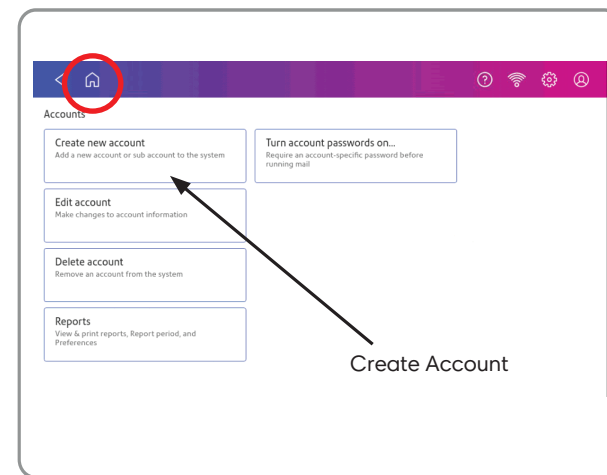 Accounts
Create new account
Add a new account or sub account to the system
Turn account passwords on...
Require an account-specific password before
running mail
Edit account
Make changes to account information
Delete account
Remove an account from the system
Reports
View & print reports, Report period, and
Preferences
Create Account